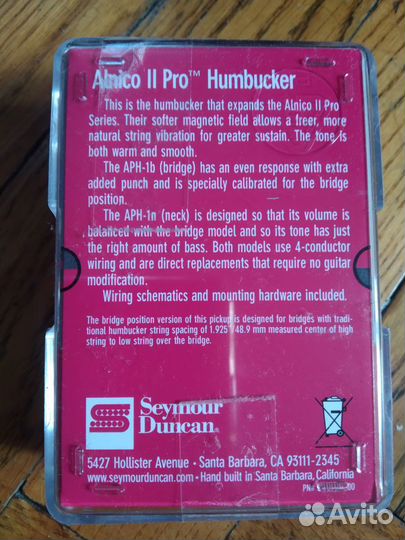 Alnico II Pro™ Humbucker
This is the humbucker that expands the Alnico II Pro
Series. Their softer magnetic field allows a freer, more
natural string vibration for greater sustain. The tone is
both warm and smooth.
The APH-1b (bridge) has an even response with extra
added punch and is specially calibrated for the bridge
position.
The APH-1n (neck) is designed so that its volume is
balanced with the bridge model and so its tone has just
the right amount of bass. Both models use 4-conductor
wiring and are direct replacements that require no guitar
modification.
Wiring schematics and mounting hardware included.
The bridge position version of this pickup is designed for bridges with tradi-
tional humbucker string spacing of 1.925"/48.9 mm measured center of high
string to low string over the bridge.
Seymour
Duncan®
5427 Hollister Avenue • Santa Barbara, CA 93111-2345
www.seymourduncan.com • Hand built in Santa Barbara, California
PN#
Avito